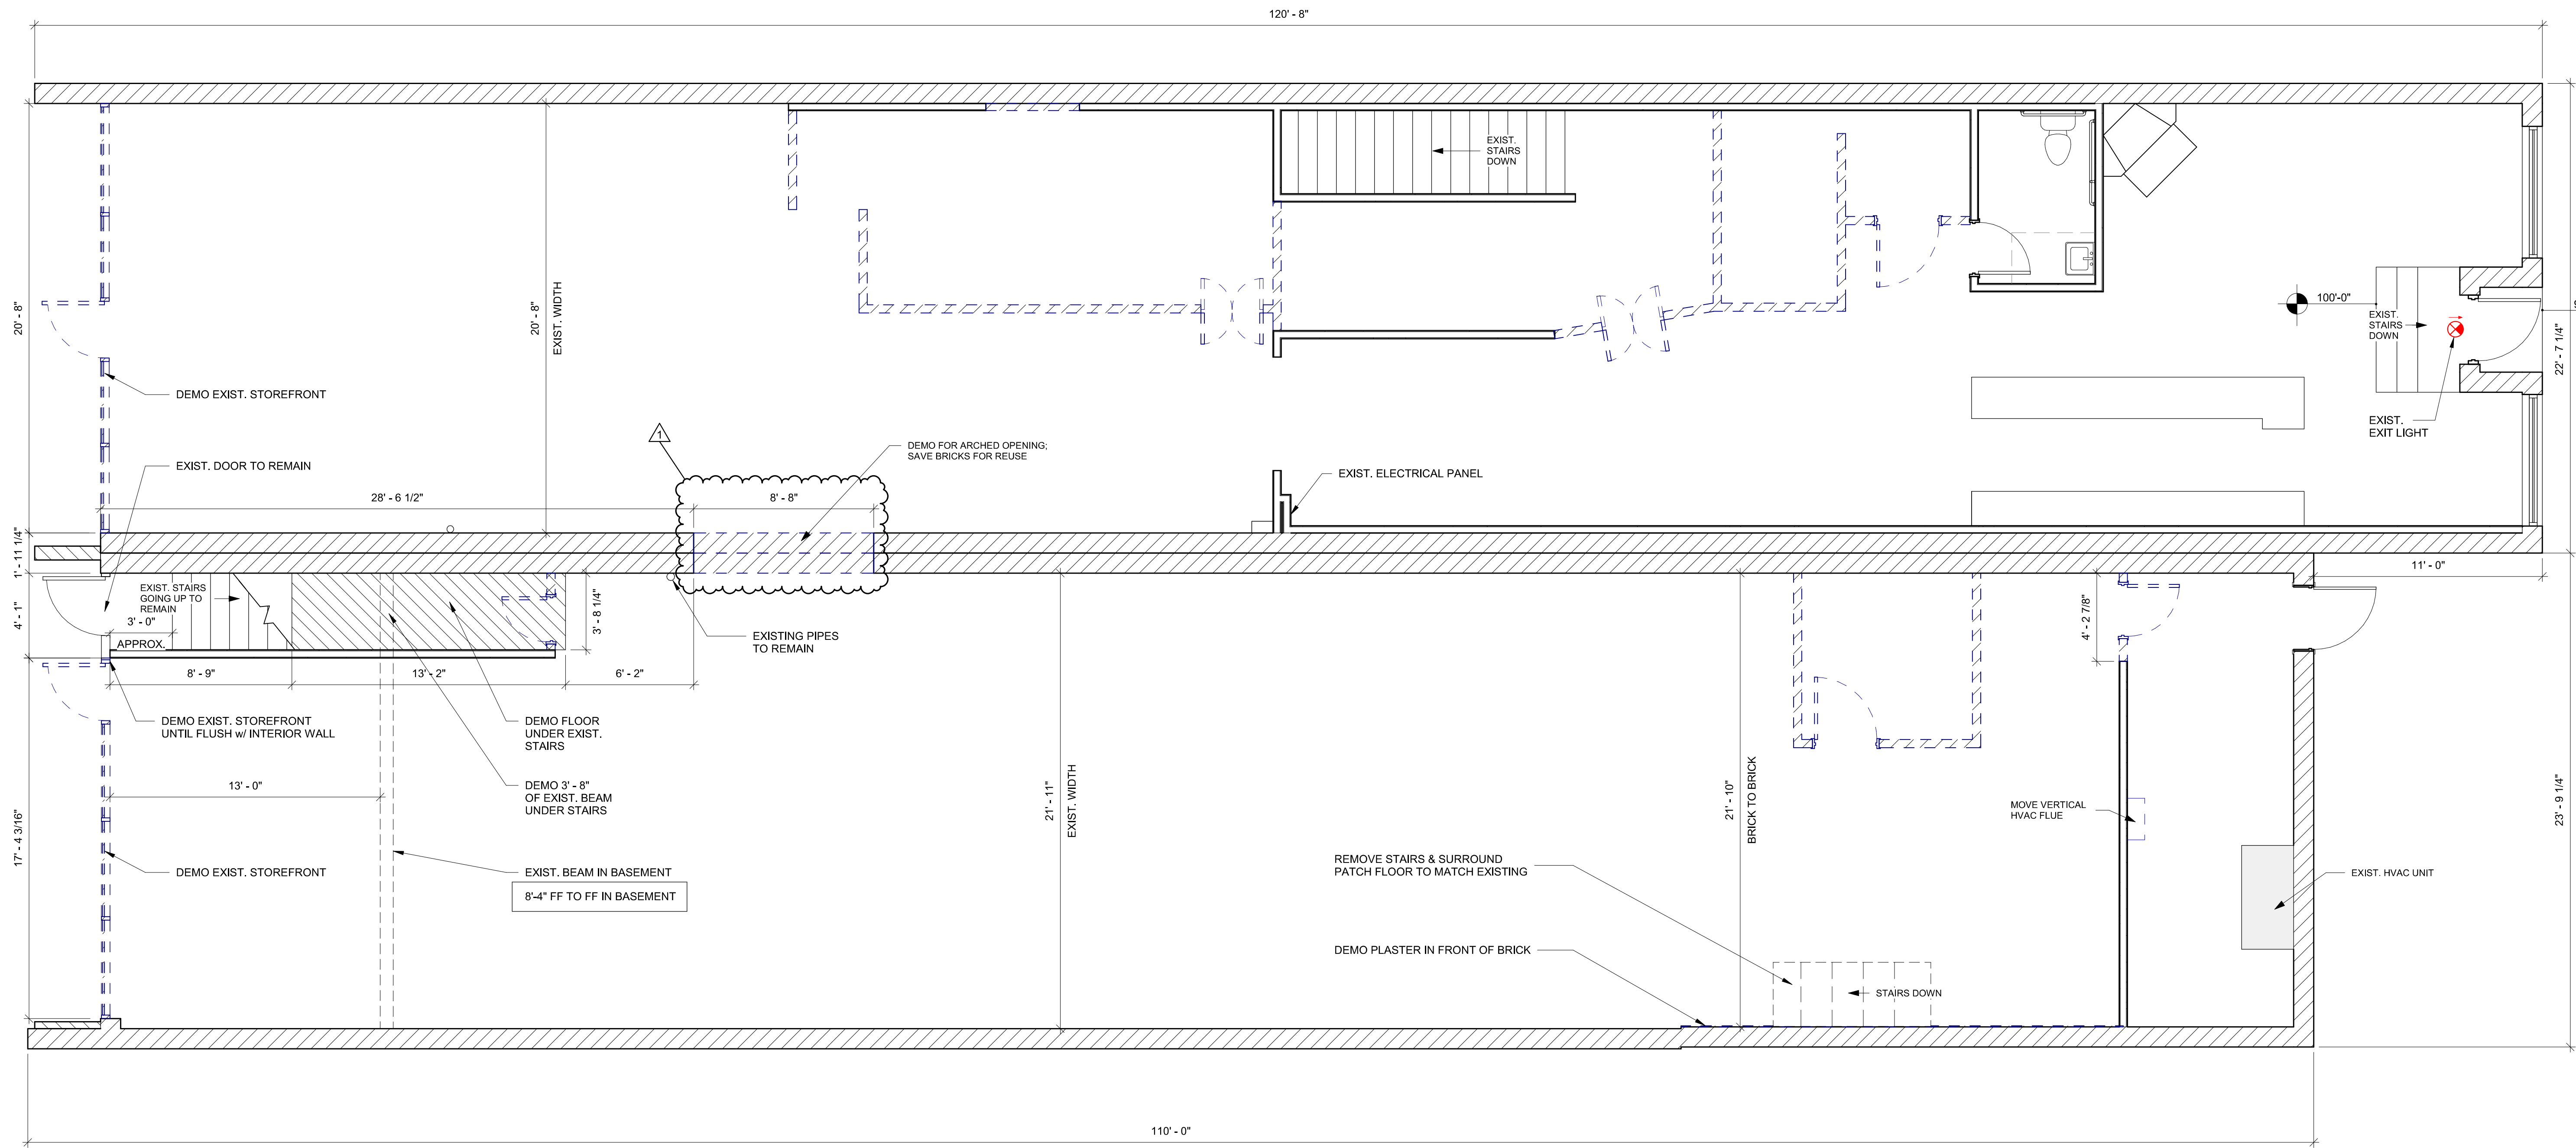 120' - 8"
EXIST.
STAIRS
DOWN
20' - 8"
20' - 8"
EXIST. WIDTH
100'-0"
EXIST.
STAIRS
DOWN
22' - 7 1/4"
DEMO EXIST. STOREFRONT
EXIST.
EXIT LIGHT
1
DEMO FOR ARCHED OPENING;
SAVE BRICKS FOR REUSE
EXIST. DOOR TO REMAIN
EXIST. ELECTRICAL PANEL
28' - 6 1/2"
8' - 8"
1' - 11 1/4"
11' - 0"
EXIST. STAIRS
GOING UP TO
REMAIN
4' - 1"
3' - 0"
APPROX.
3' - 8 1/4"
4' - 2 7/8"
EXISTING PIPES
TO REMAIN
8' - 9"
13' - 2"
6' - 2"
DEMO EXIST. STOREFRONT
UNTIL FLUSH w/ INTERIOR WALL
DEMO FLOOR
UNDER EXIST.
STAIRS
13' - 0"
DEMO 3' - 8"
OF EXIST. BEAM
UNDER STAIRS
21' - 11"
EXIST. WIDTH
21' - 10"
BRICK TO BRICK
MOVE VERTICAL
HVAC FLUE
23' - 9 1/4"
17' - 4 3/16"
DEMO EXIST. STOREFRONT
EXIST. BEAM IN BASEMENT
8'-4" FF TO FF IN BASEMENT
REMOVE STAIRS & SURROUND
PATCH FLOOR TO MATCH EXISTING
EXIST. HVAC UNIT
DEMO PLASTER IN FRONT OF BRICK
STAIRS DOWN
110' - 0"